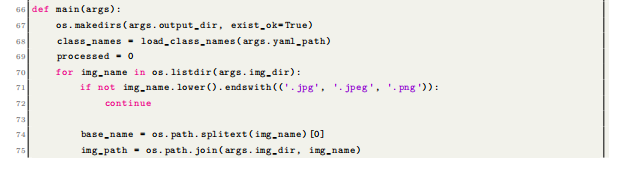 66 def main(args):
67     os.makedirs(args.output_dir, exist_ok=True)
68     class_names = load_class_names(args.yaml_path)
69     processed = 0
70     for img_name in os.listdir(args.img_dir):
71         if not img_name.lower().endswith(('.jpg', '.jpeg', '.png')):
72             continue
73
74         base_name = os.path.splitext(img_name)[0]
75         img_path = os.path.join(args.img_dir, img_name)